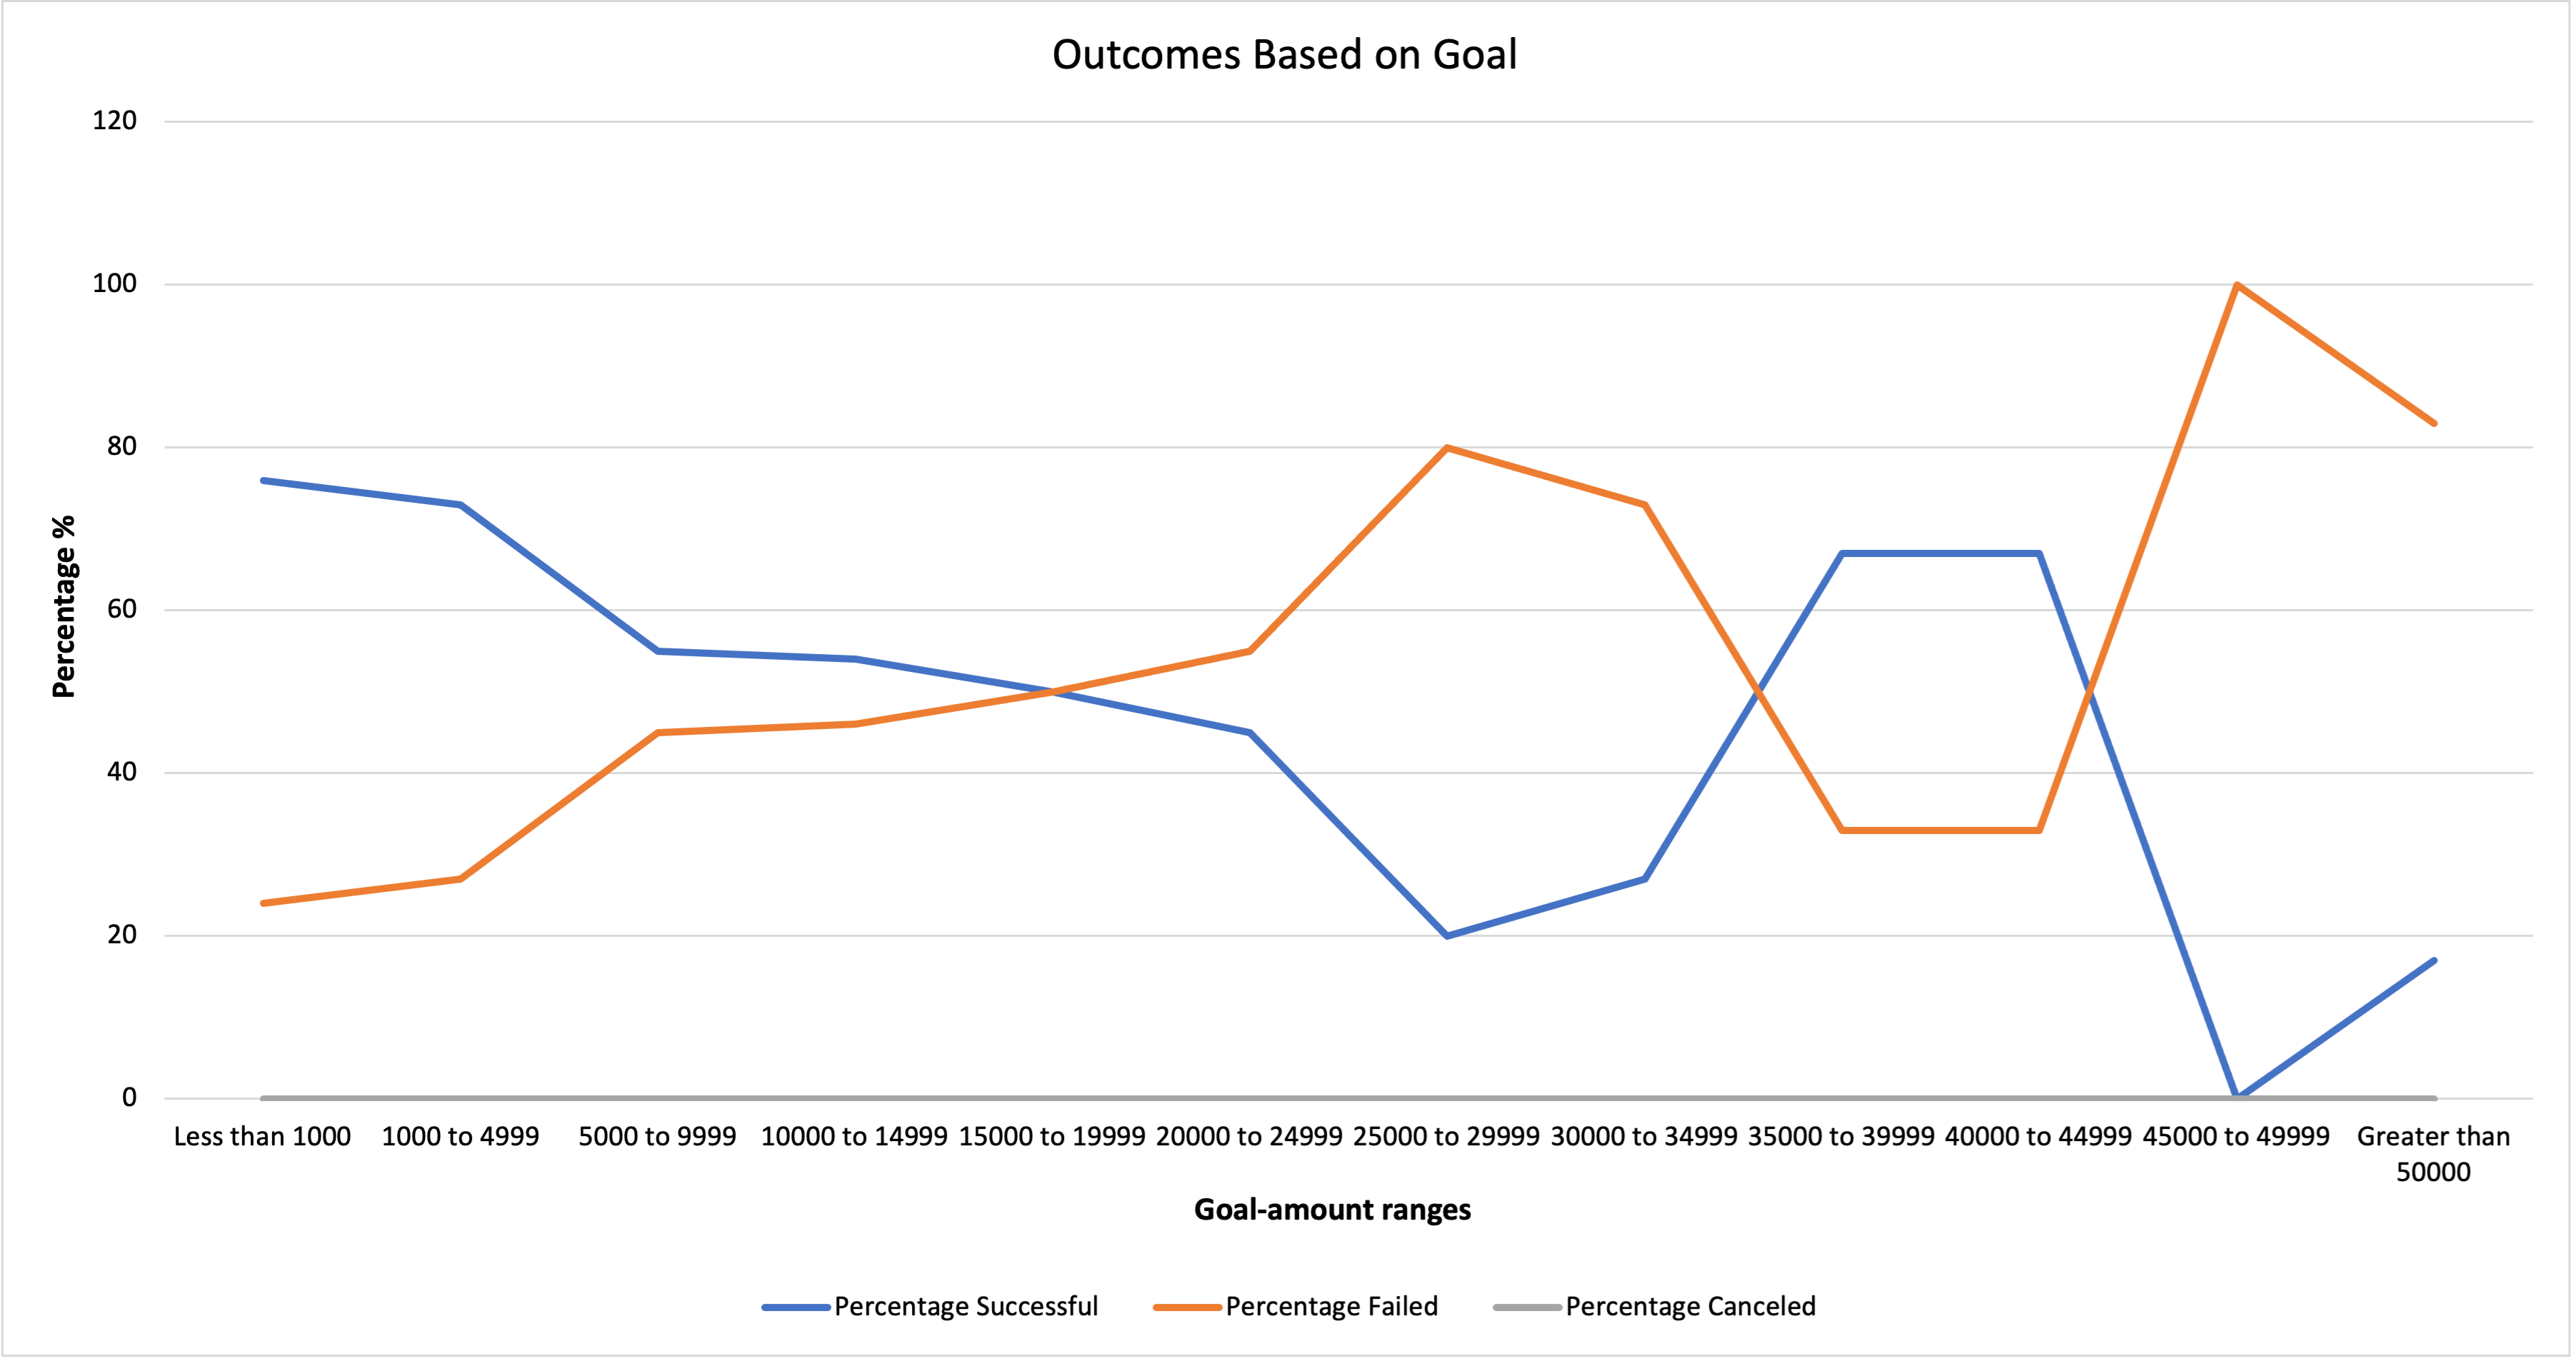 Outcomes Based on Goal
120
100
80
60
40
20
0
Percentage %
Less than 1000 1000 to 4999 5000 to 9999 10000 to 14999 15000 to 19999 20000 to 24999 25000 to 29999 30000 to 34999 35000 to 39999 40000 to 44999 45000 to 49999 Greater than
50000
Goal-amount ranges
Percentage Successful Percentage Failed Percentage Canceled